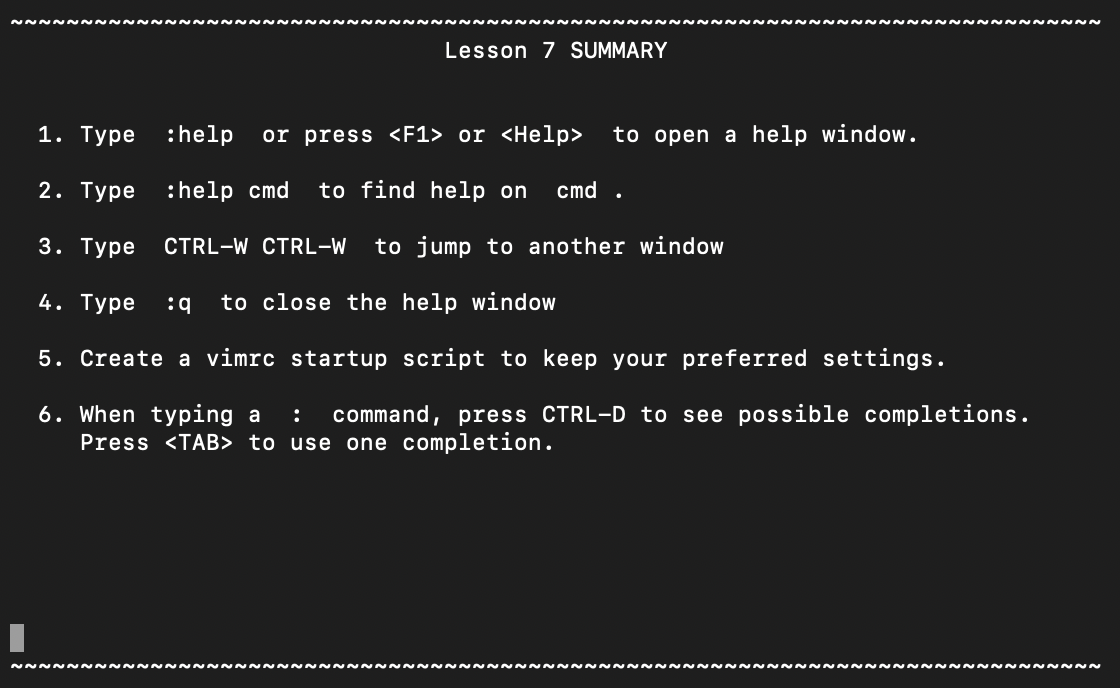 ~~~~~~~~~~~~~~~~~~~~~~~~~~~~~~~~~~~~~~~~~~~~~~~~~~~~~~~~~~~~~~~~~~~~~~~~~~~~~~
                               Lesson 7 SUMMARY


  1. Type  :help  or press <F1> or <Help>  to open a help window.

  2. Type  :help cmd  to find help on  cmd .

  3. Type  CTRL-W CTRL-W  to jump to another window

  4. Type  :q  to close the help window

  5. Create a vimrc startup script to keep your preferred settings.

  6. When typing a  :  command, press CTRL-D to see possible completions.
     Press <TAB> to use one completion.

~~~~~~~~~~~~~~~~~~~~~~~~~~~~~~~~~~~~~~~~~~~~~~~~~~~~~~~~~~~~~~~~~~~~~~~~~~~~~~